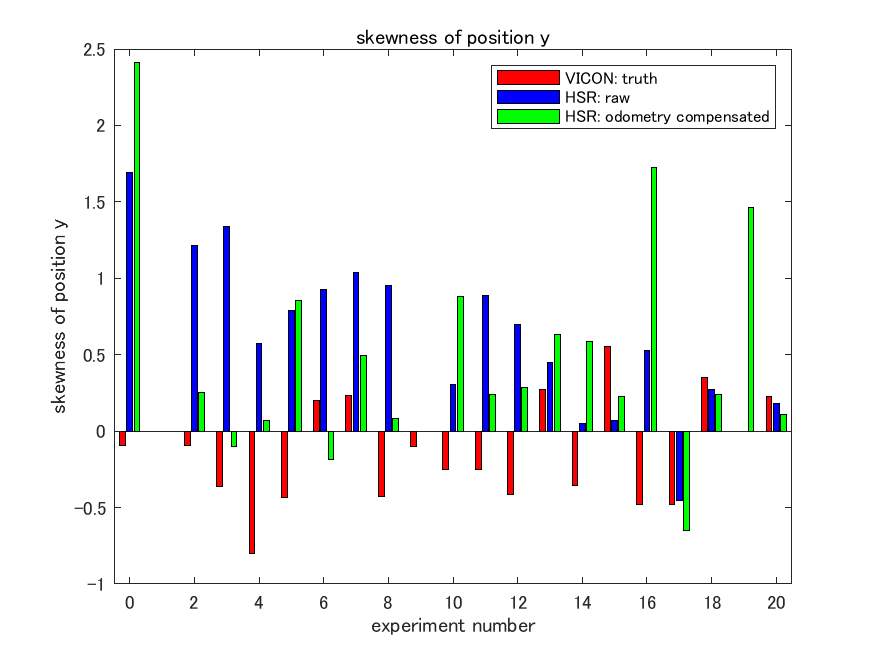 skewness of position y
2.5
2
1.5
1
0.5
0
-0.5
-1
skewness of position y
VICON: truth
HSR: raw
HSR: odometry compensated
0 2 4 6 8 10 12 14 16 18 20
experiment number